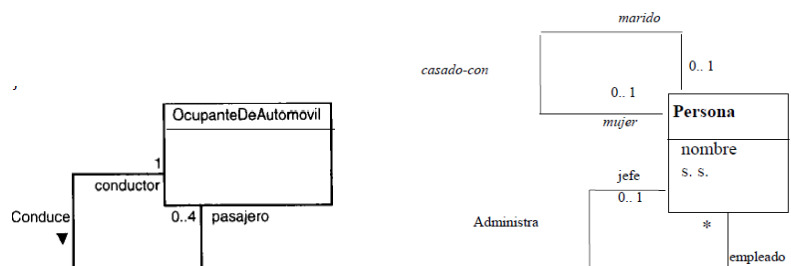 OcupanteDeAutomovil
1
conductor
Conduce
0..4 pasajero
marido
casado-con
0.. 1
0.. 1
mujer
Persona
nombre
s. s.
jefe
0.. 1
Administra
*
empleado